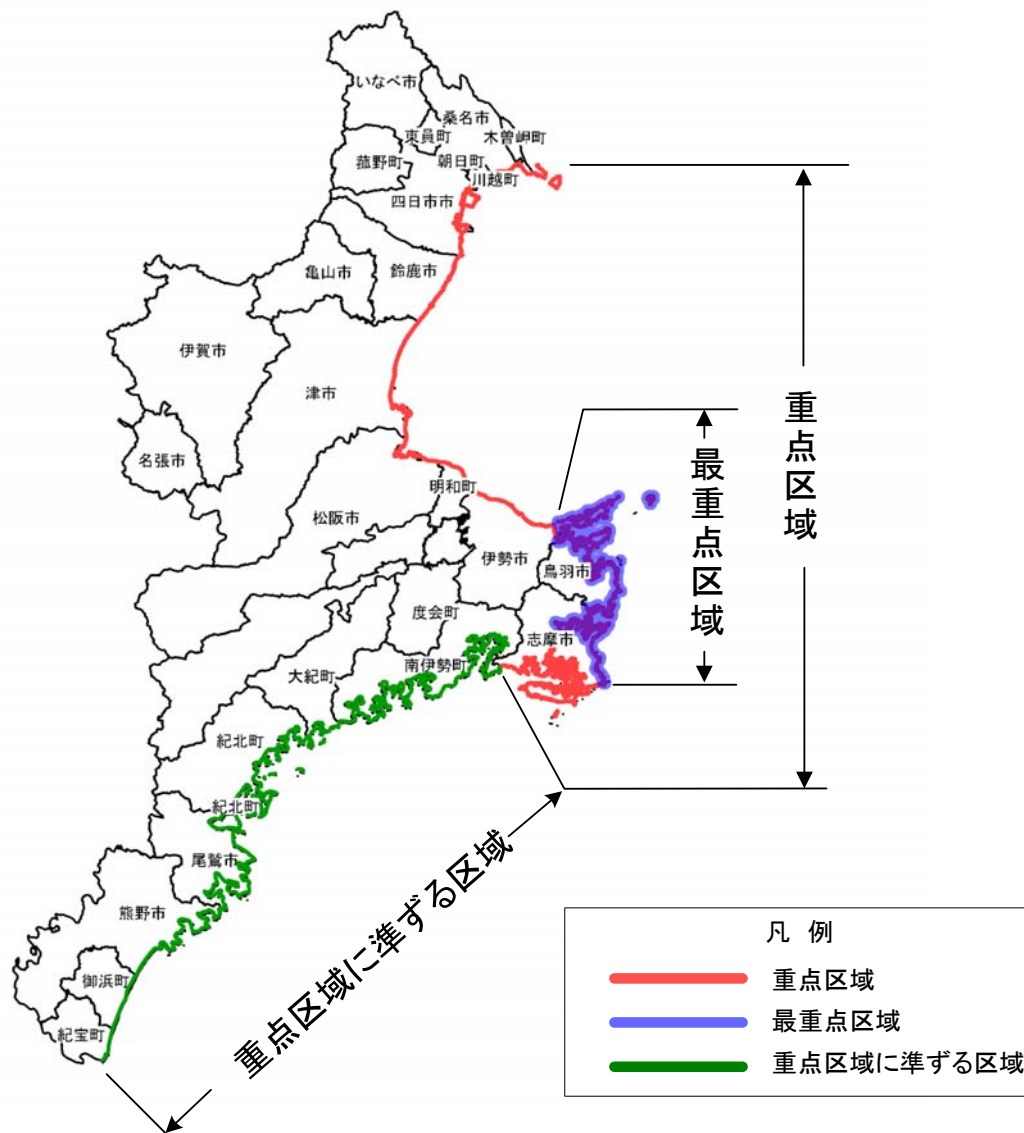 いなべ市
桑名市
東員町
木曽岬町
菰野町
朝日町
川越町
四日市市
亀山市
鈴鹿市
伊賀市
津市
名張市
明和町
松阪市
伊勢市
鳥羽市
度会町
志摩市
南伊勢町
大紀町
紀北町
紀北町
尾鷲市
熊野市
御浜町
紀宝町
重点区域
最重点区域
重点区域に準ずる区域
凡 例
重点区域
最重点区域
重点区域に準ずる区域